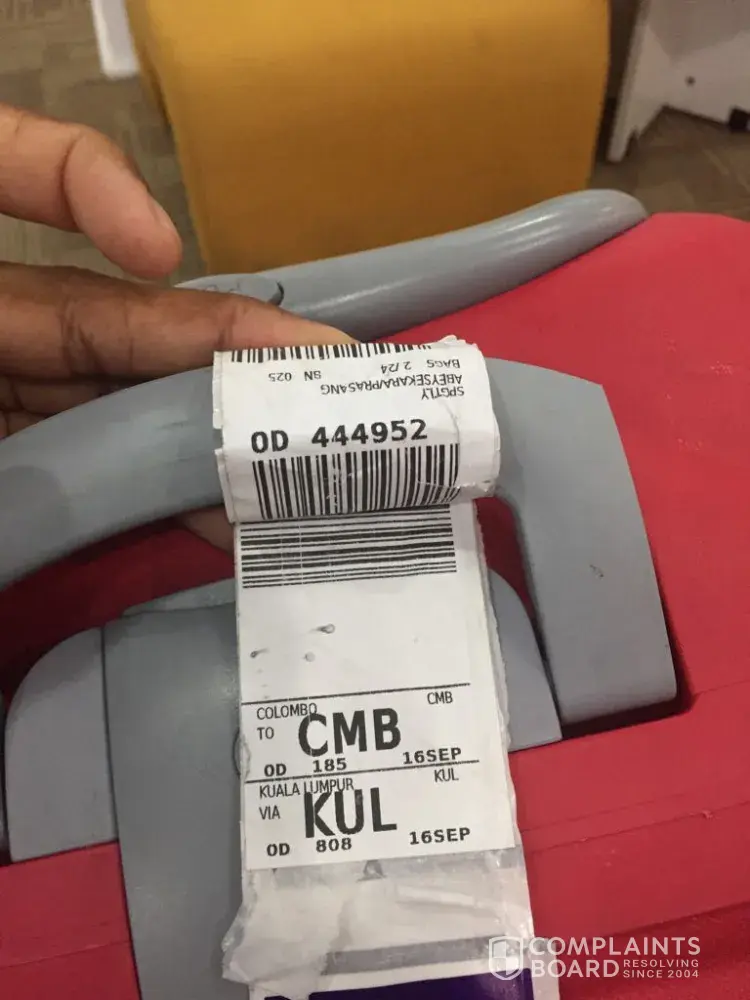 BAGS 2 /24 SN 025
ABEYSEKARA/PRASANG
SPGTLY
OD 444952
COLOMBO CMB
TO CMB
OD 185 16SEP
KUALA LUMPUR KUL
VIA KUL
OD 808 16SEP
COMPLAINTS
BOARD RESOLVING
SINCE 2004